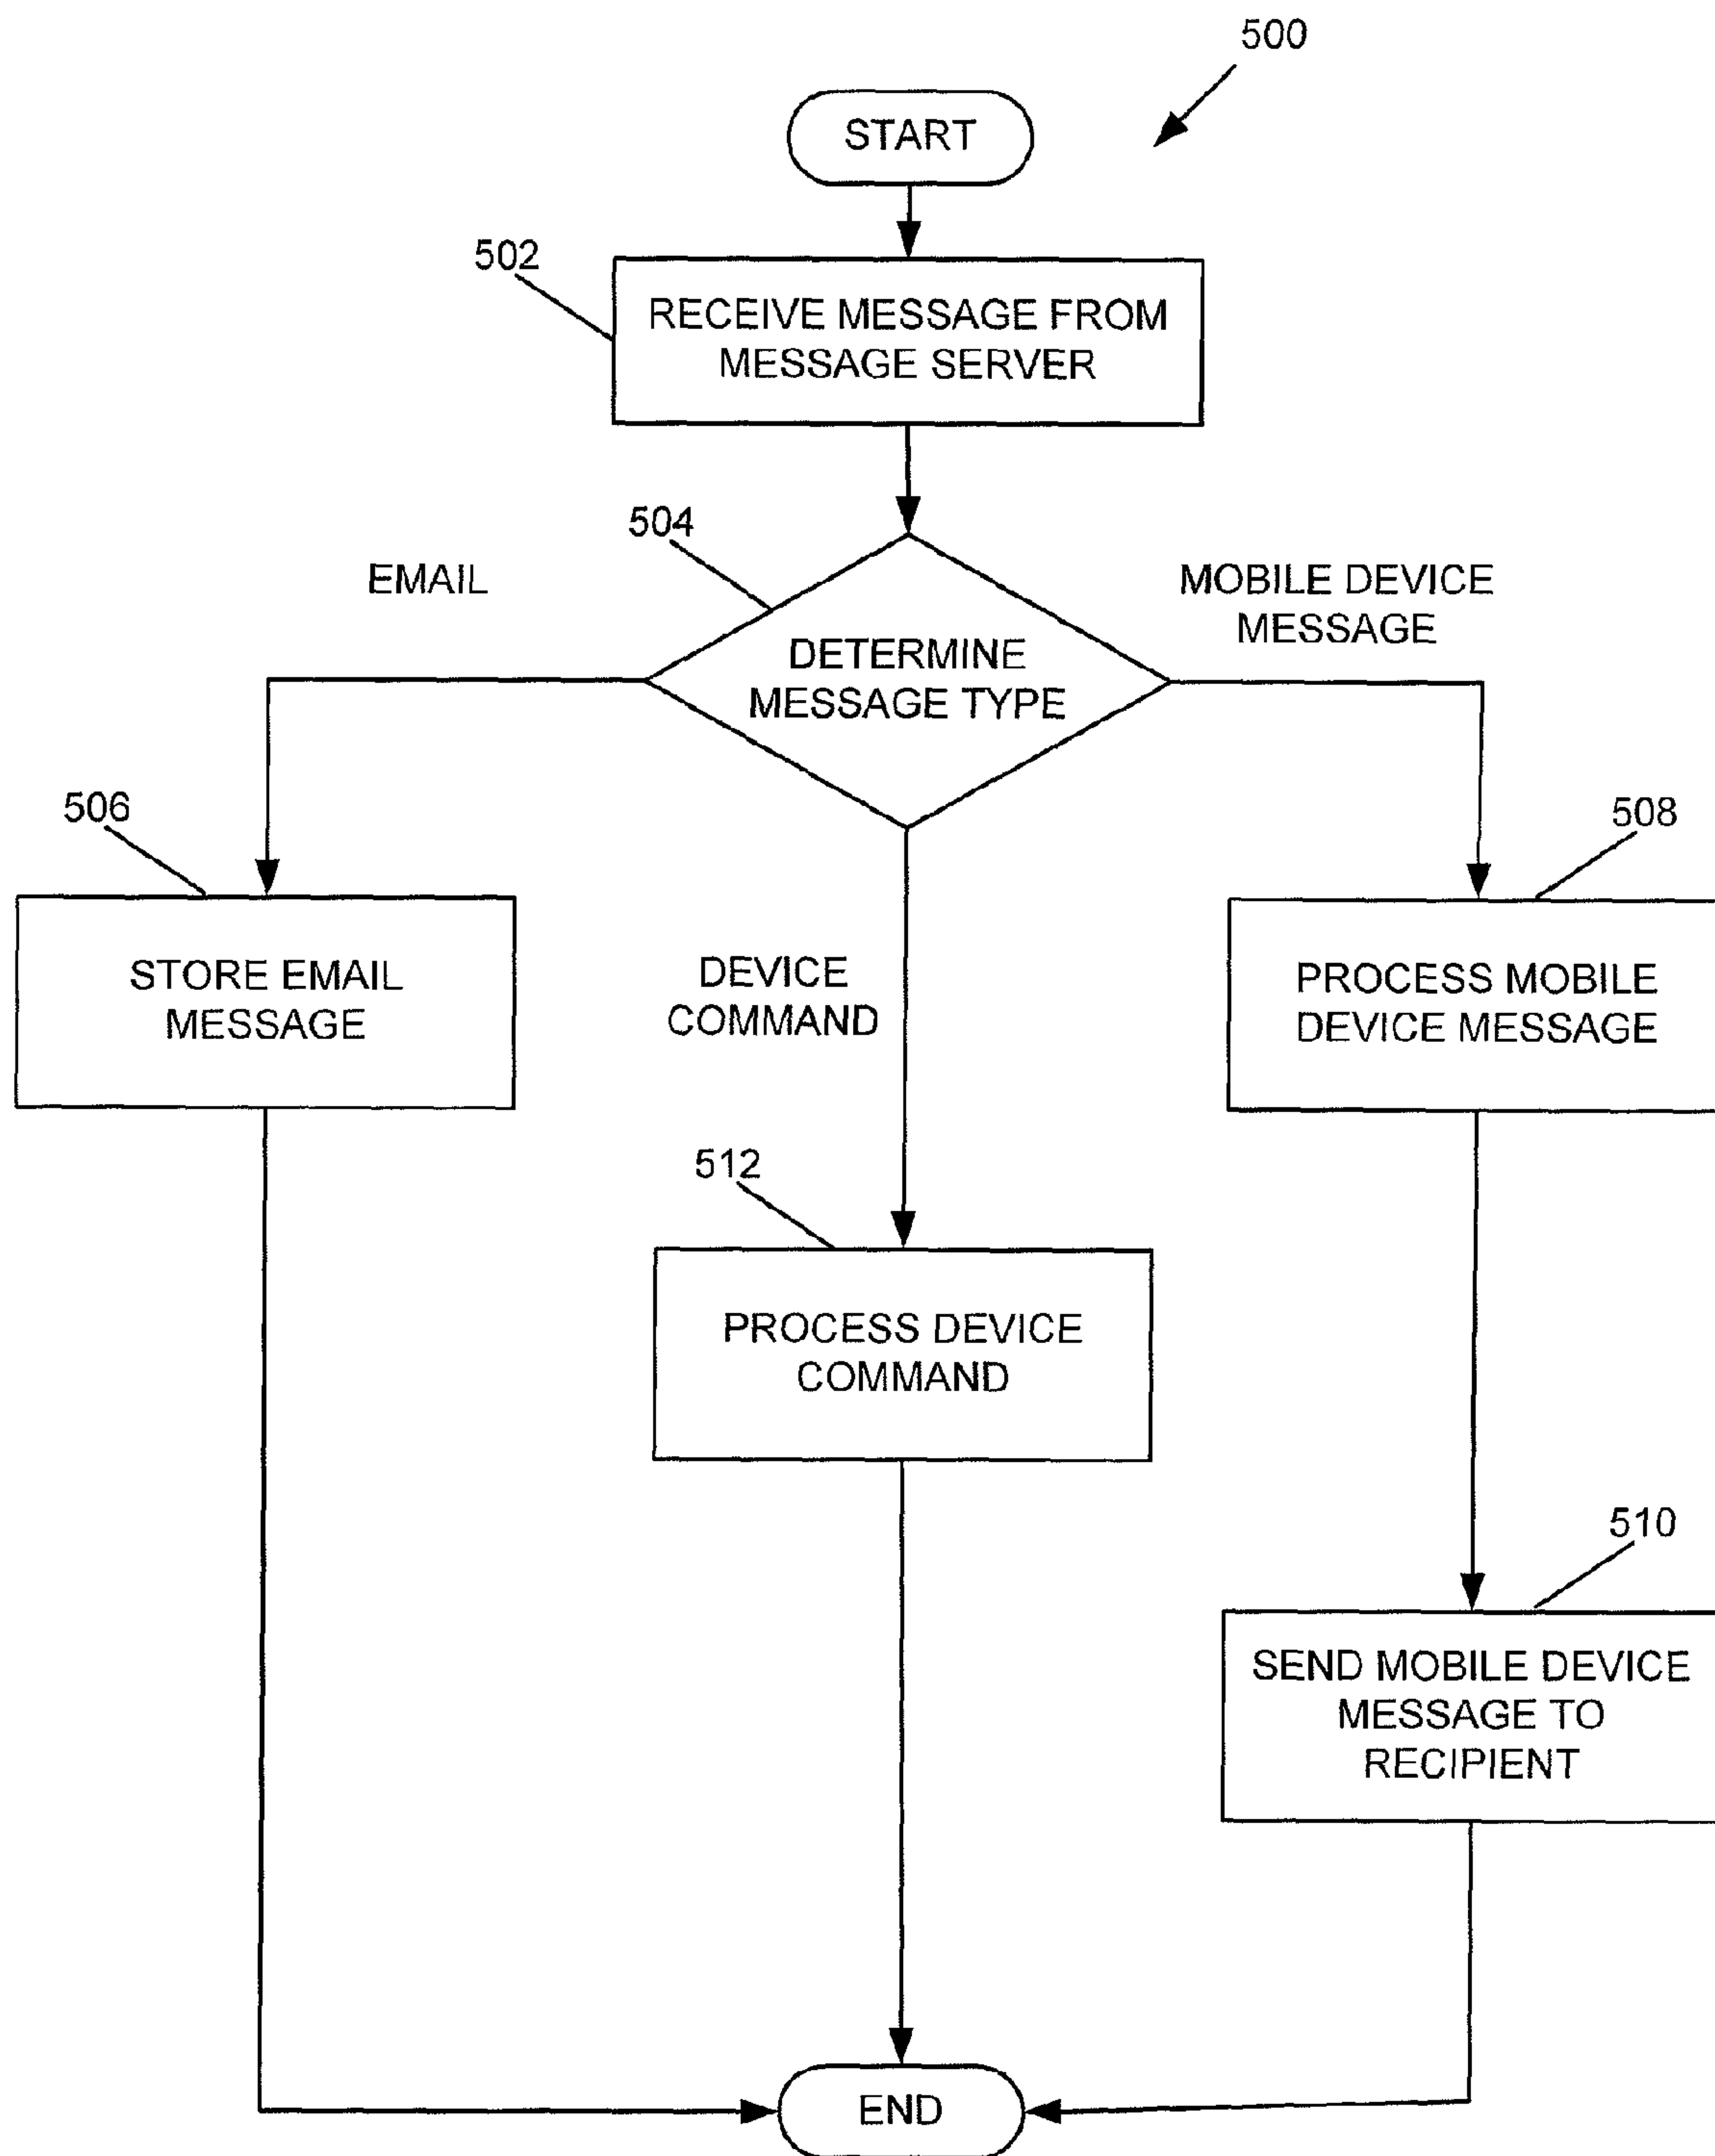 500
START
502
RECEIVE MESSAGE FROM
MESSAGE SERVER
504
EMAIL
MOBILE DEVICE
MESSAGE
DETERMINE
MESSAGE TYPE
506
508
STORE EMAIL
MESSAGE
DEVICE
COMMAND
PROCESS MOBILE
DEVICE MESSAGE
512
PROCESS DEVICE
COMMAND
510
SEND MOBILE DEVICE
MESSAGE TO
RECIPIENT
END